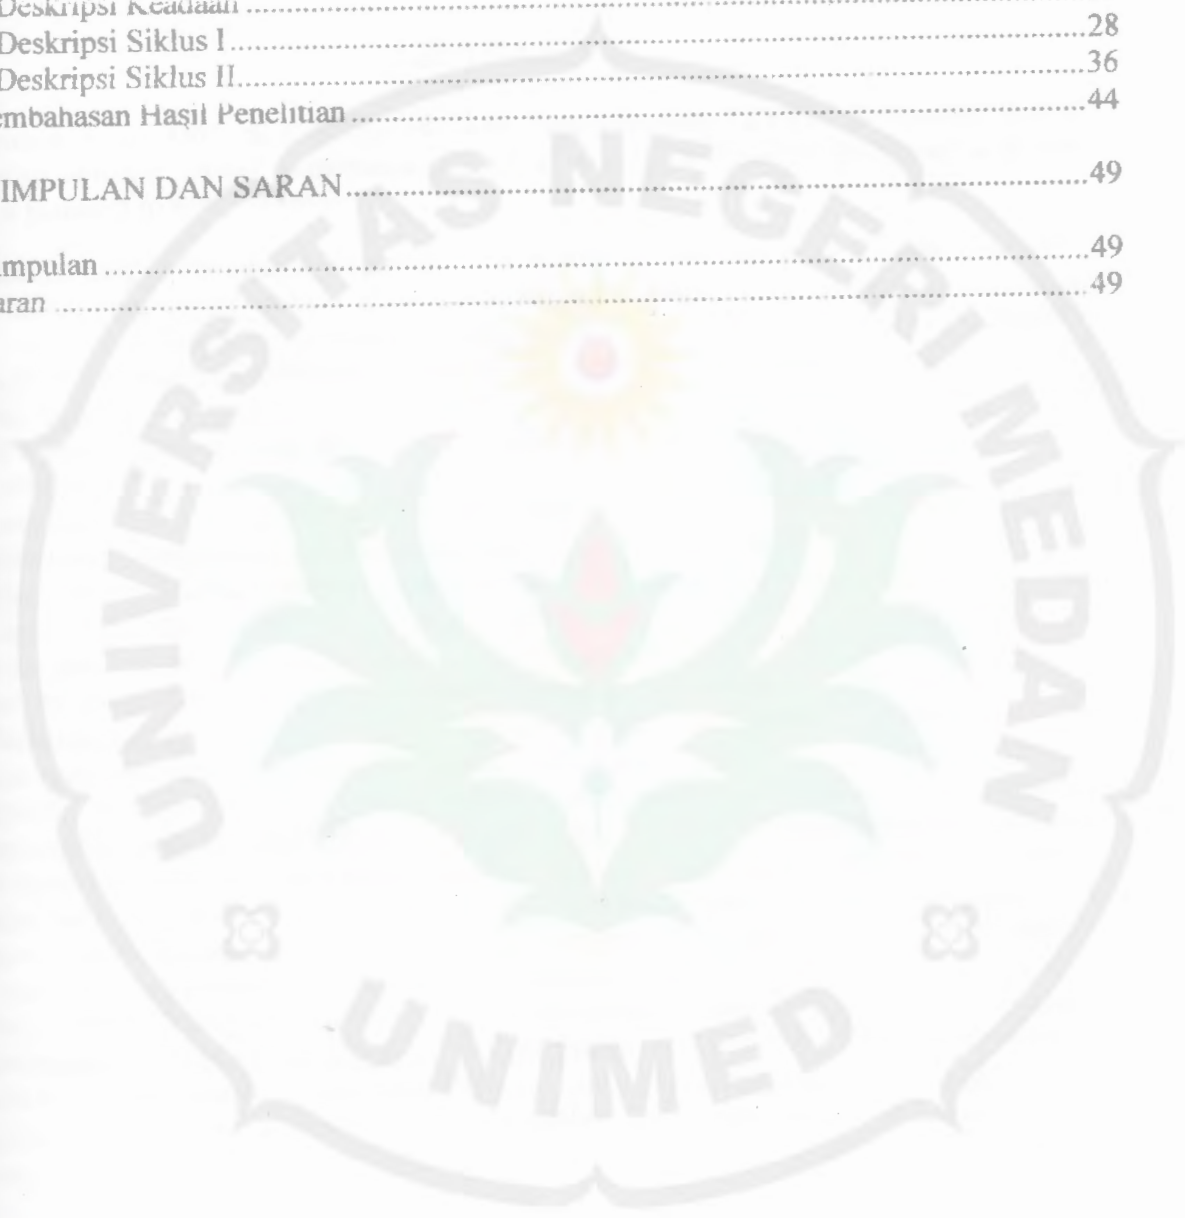 Deskripsi Keadaan ..........
Deskripsi Siklus I ..........28
Deskripsi Siklus II ..........36
embahasan Hasil Penelitian ..........44
IMPULAN DAN SARAN ..........49
mpulan ..........49
aran ..........49
UNIVERSITAS NEGERI MEDAN
UNIMED